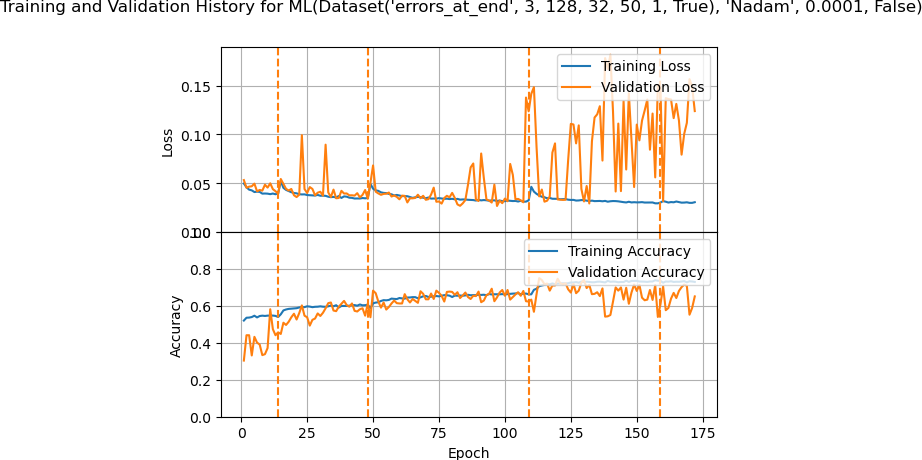 Training and Validation History for ML(Dataset('errors_at_end', 3, 128, 32, 50, 1, True), 'Nadam', 0.0001, False)
Training Loss
Validation Loss
0.15
0.10
0.05
0.00
Loss
Training Accuracy
Validation Accuracy
1.0
0.8
0.6
0.4
0.2
0.0
Accuracy
0 25 50 75 100 125 150 175
Epoch